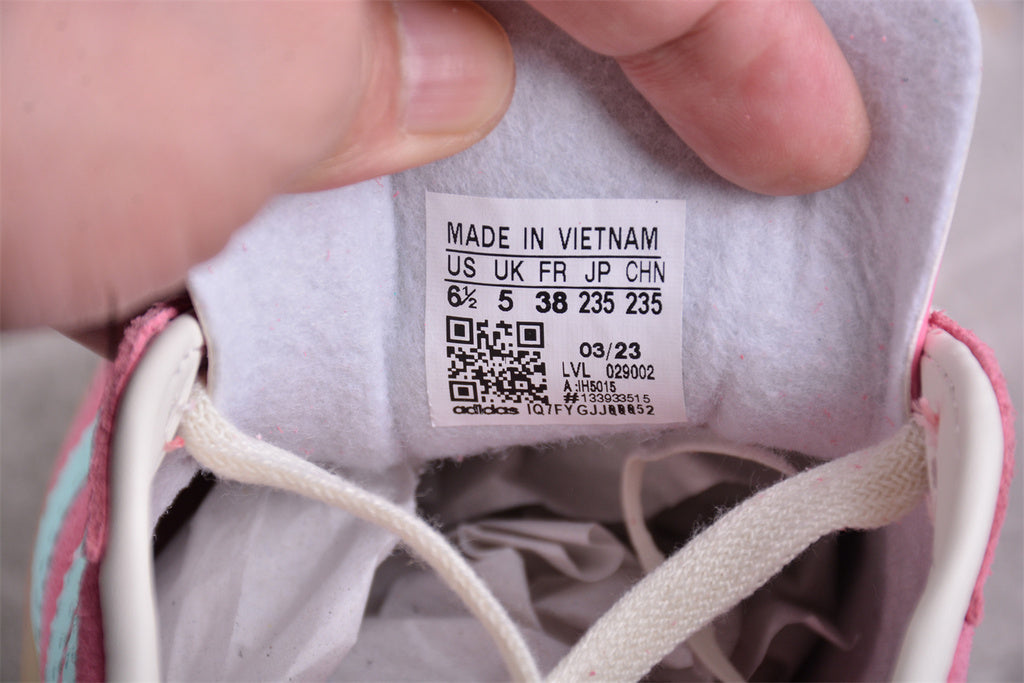 MADE IN VIETNAM
US UK FR JP CHN
6½ 5 38 235 235
03/23
LVL 029002
A:IH5015
#133933515
adidas